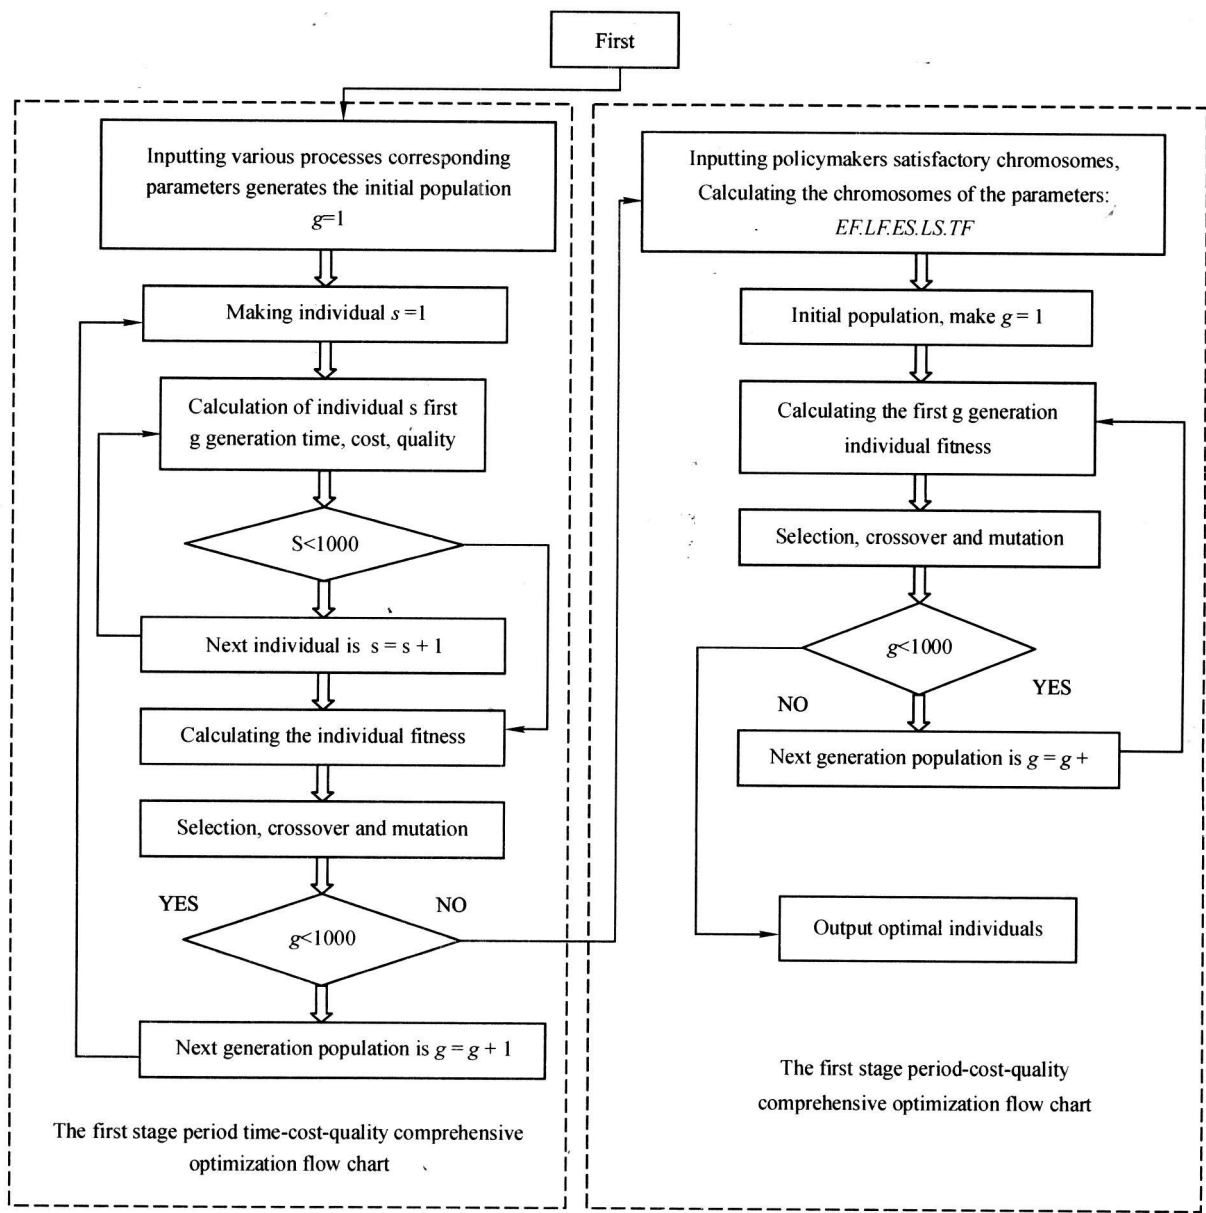 First
Inputting various processes corresponding
parameters generates the initial population
g=1
Making individual s =1
Calculation of individual s first
g generation time, cost, quality
S<1000
Next individual is s = s + 1
Calculating the individual fitness
Selection, crossover and mutation
YES
NO
g<1000
Next generation population is g = g + 1
The first stage period time-cost-quality comprehensive
optimization flow chart
Inputting policymakers satisfactory chromosomes,
Calculating the chromosomes of the parameters:
EF.LF.ES.LS.TF
Initial population, make g = 1
Calculating the first g generation
individual fitness
Selection, crossover and mutation
g<1000
NO
YES
Next generation population is g = g +
Output optimal individuals
The first stage period-cost-quality
comprehensive optimization flow chart